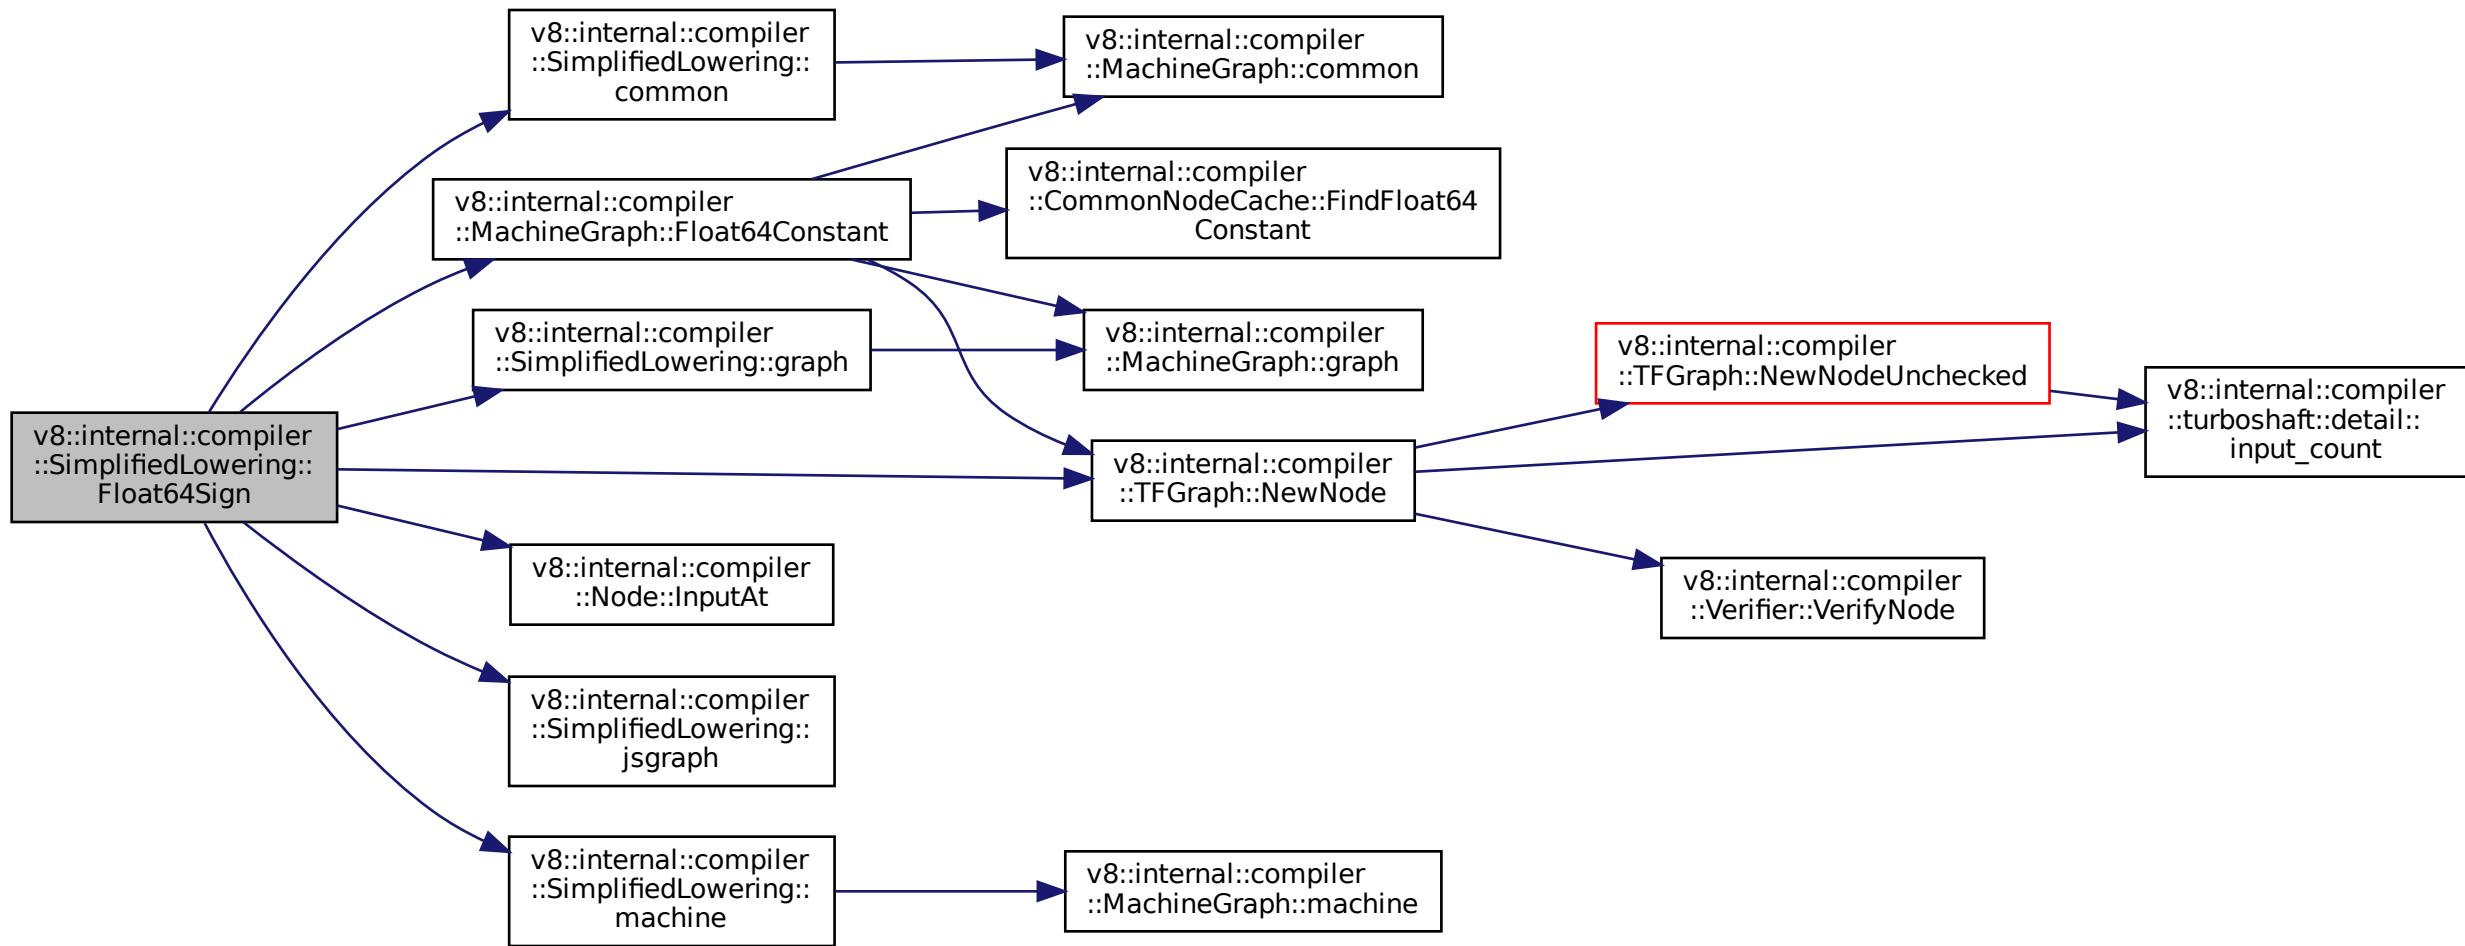 v8::internal::compiler
::SimplifiedLowering::
Float64Sign
v8::internal::compiler
::SimplifiedLowering::
common
v8::internal::compiler
::MachineGraph::common
v8::internal::compiler
::MachineGraph::Float64Constant
v8::internal::compiler
::CommonNodeCache::FindFloat64
Constant
v8::internal::compiler
::SimplifiedLowering::graph
v8::internal::compiler
::MachineGraph::graph
v8::internal::compiler
::TFGraph::NewNode
v8::internal::compiler
::TFGraph::NewNodeUnchecked
v8::internal::compiler
::turboshaft::detail::
input_count
v8::internal::compiler
::Verifier::VerifyNode
v8::internal::compiler
::Node::InputAt
v8::internal::compiler
::SimplifiedLowering::
jsgraph
v8::internal::compiler
::SimplifiedLowering::
machine
v8::internal::compiler
::MachineGraph::machine